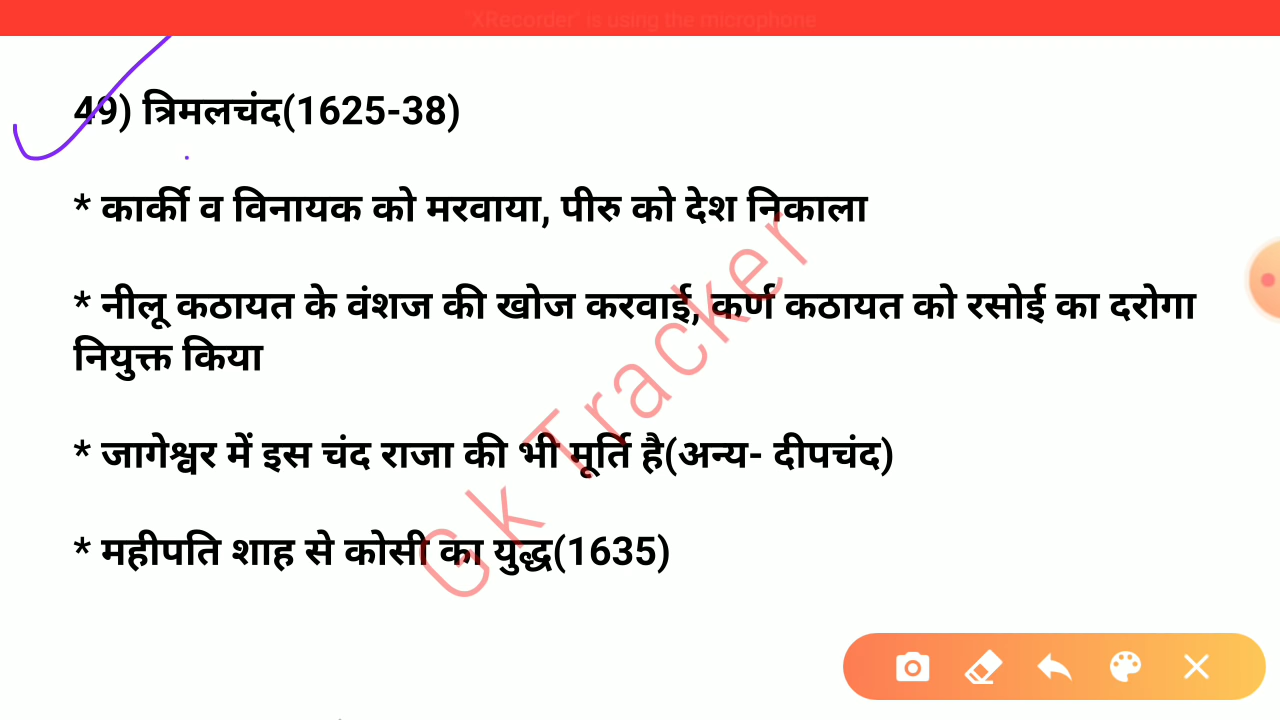 "XRecorder" is using the microphone
49) त्रिमलचंद(1625-38)
* कार्की व विनायक को मरवाया, पीरु को देश निकाला
* नीलू कठायत के वंशज की खोज करवाई, कर्ण कठायत को रसोई का दरोगा
नियुक्त किया
* जागेश्वर में इस चंद राजा की भी मूर्ति है(अन्य- दीपचंद)
* महीपति शाह से कोसी का युद्ध(1635)
Gk Tracker